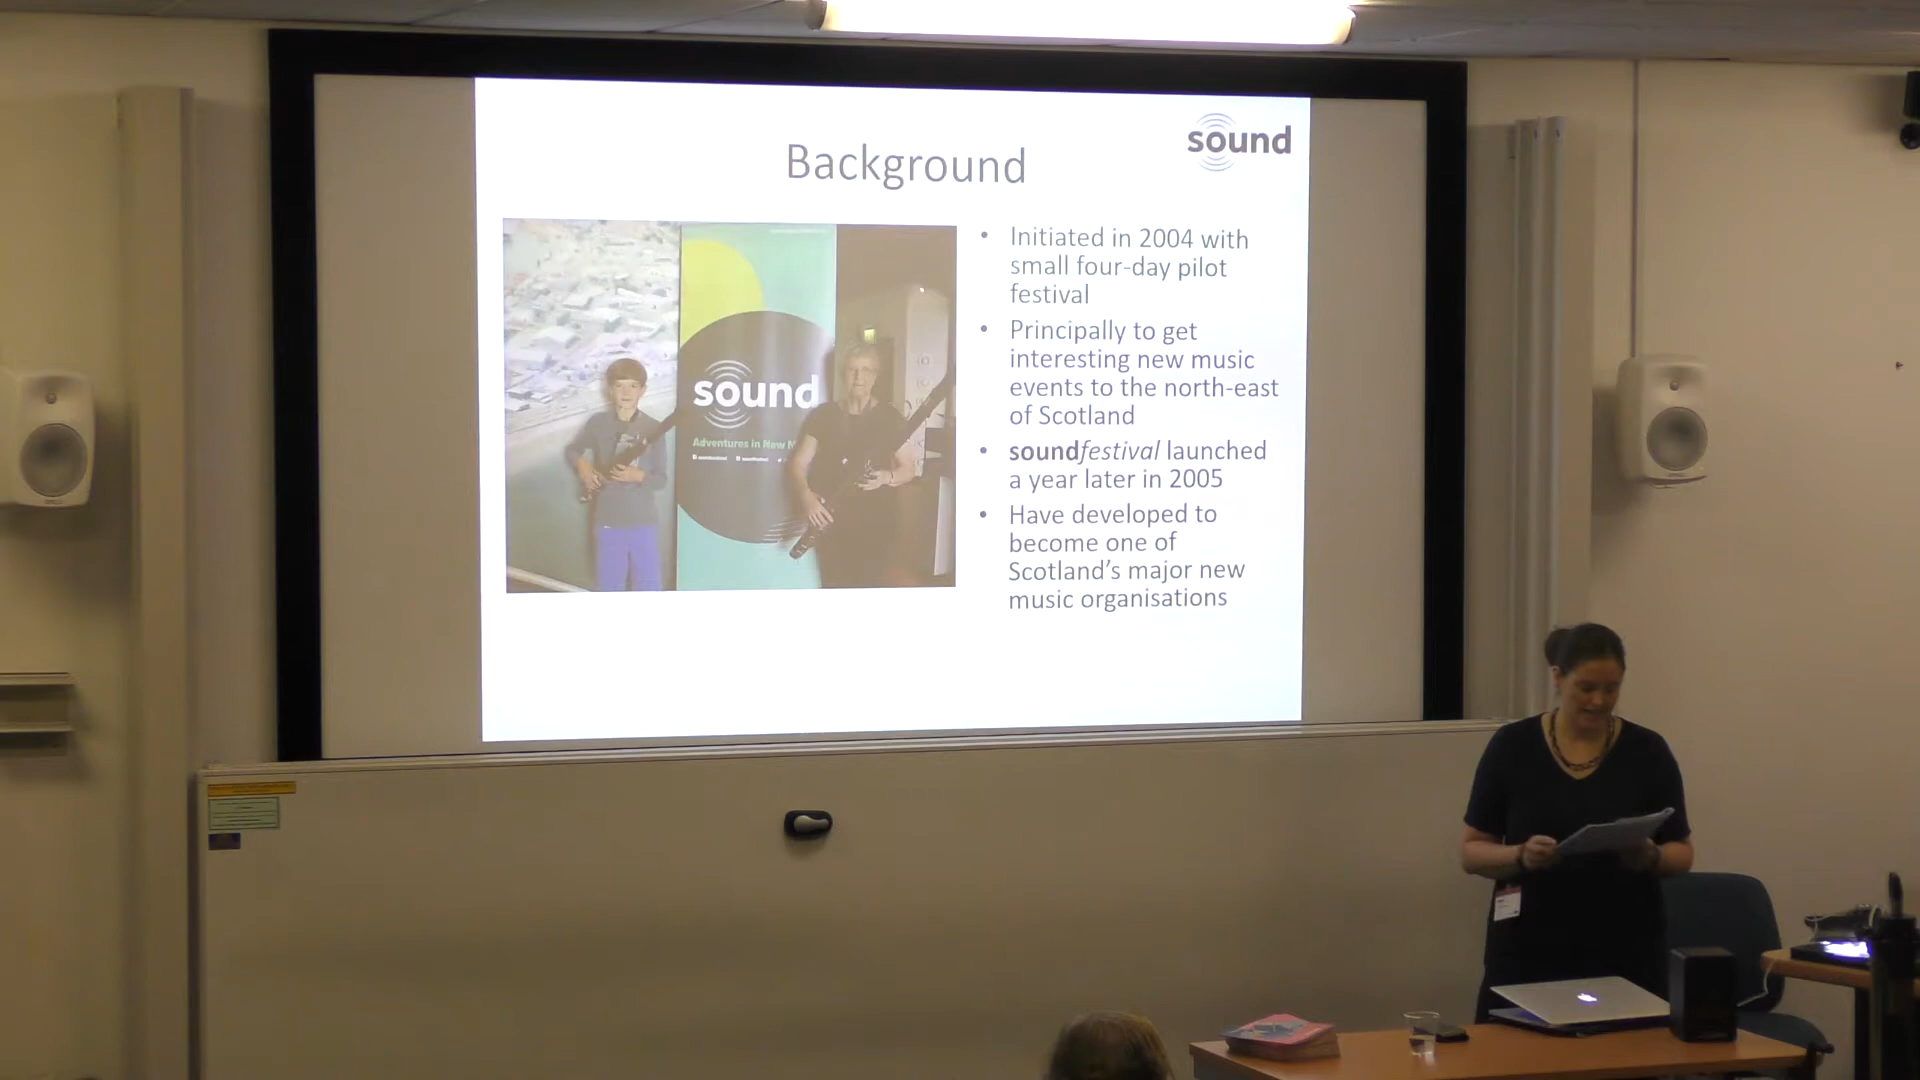 sound
Background
• Initiated in 2004 with
small four-day pilot
festival
• Principally to get
interesting new music
events to the north-east
of Scotland
• soundfestival launched
a year later in 2005
• Have developed to
become one of
Scotland's major new
music organisations
sound
Adventures in New